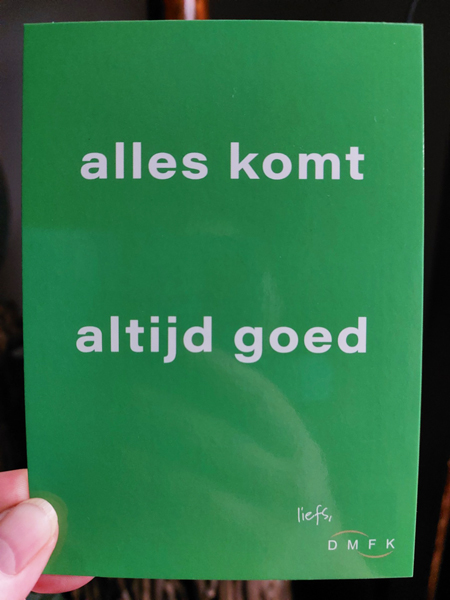 alles komt
altijd goed
liefs,
DMFK